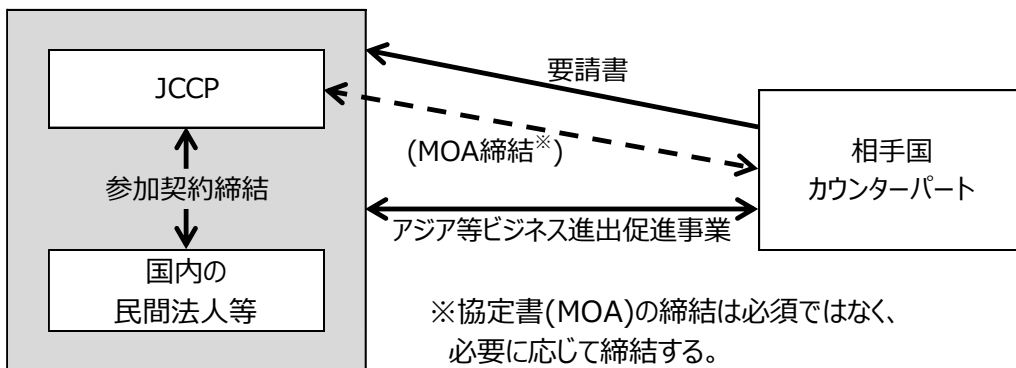 JCCP
要請書
(MOA締結※)
相手国
カウンターパート
参加契約締結
アジア等ビジネス進出促進事業
国内の
民間法人等
※協定書(MOA)の締結は必須ではなく、
必要に応じて締結する。